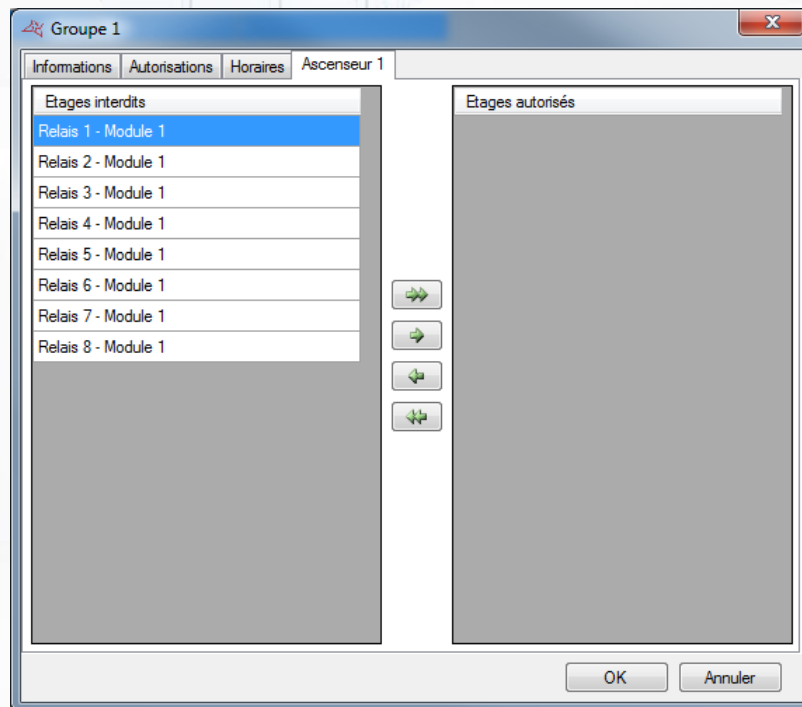 Groupe 1
Informations Autorisations Horaires Ascenseur 1
Etages interdits
Relais 1 - Module 1
Relais 2 - Module 1
Relais 3 - Module 1
Relais 4 - Module 1
Relais 5 - Module 1
Relais 6 - Module 1
Relais 7 - Module 1
Relais 8 - Module 1
Etages autorisés
OK Annuler